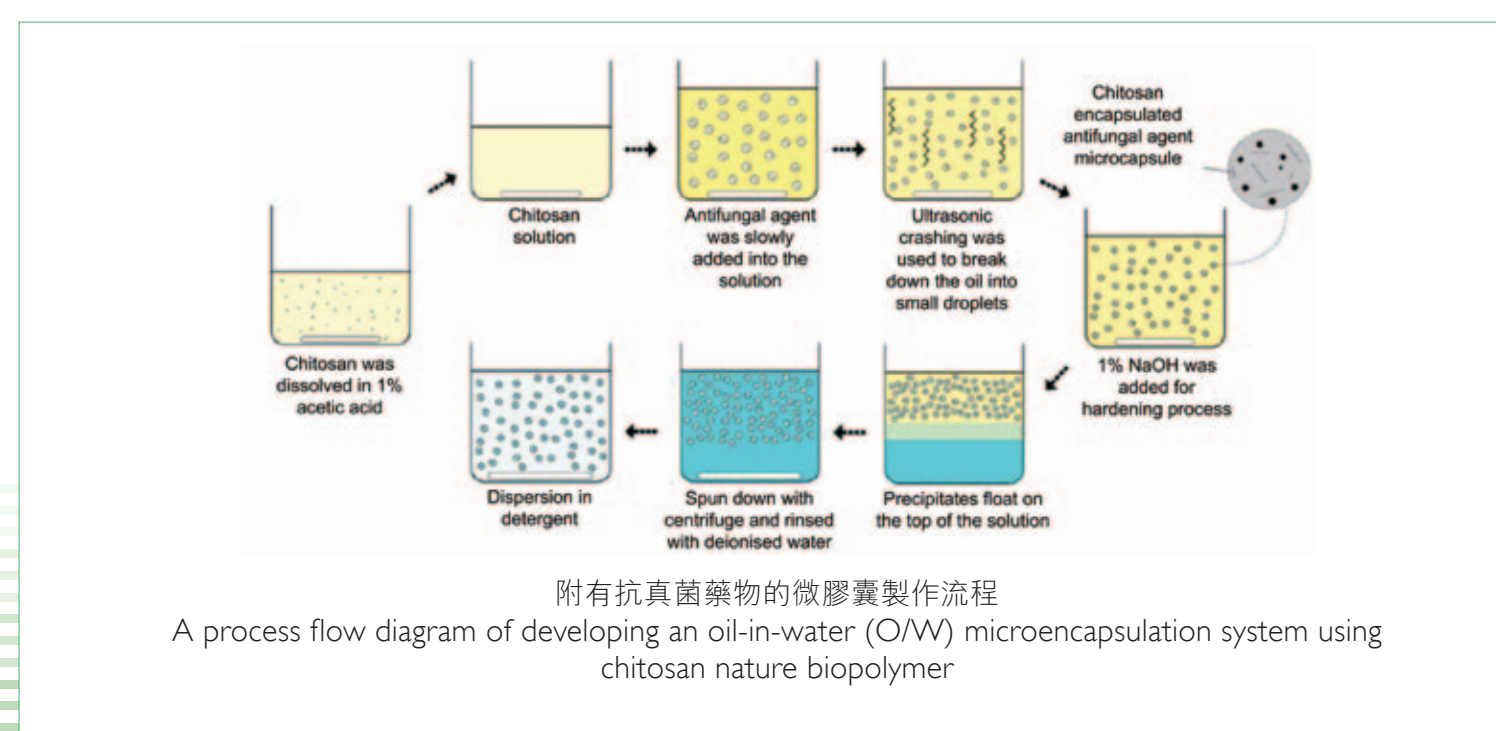 Chitosan was
dissolved in 1%
acetic acid
Chitosan
solution
Antifungal agent
was slowly
added into the
solution
Ultrasonic
crashing was
used to break
down the oil into
small droplets
Chitosan
encapsulated
antifungal agent
microcapsule
1% NaOH was
added for
hardening process
Precipitates float on
the top of the solution
Spun down with
centrifuge and rinsed
with deionised water
Dispersion in
detergent
附有抗真菌藥物的微膠囊製作流程
A process flow diagram of developing an oil-in-water (O/W) microencapsulation system using
chitosan nature biopolymer